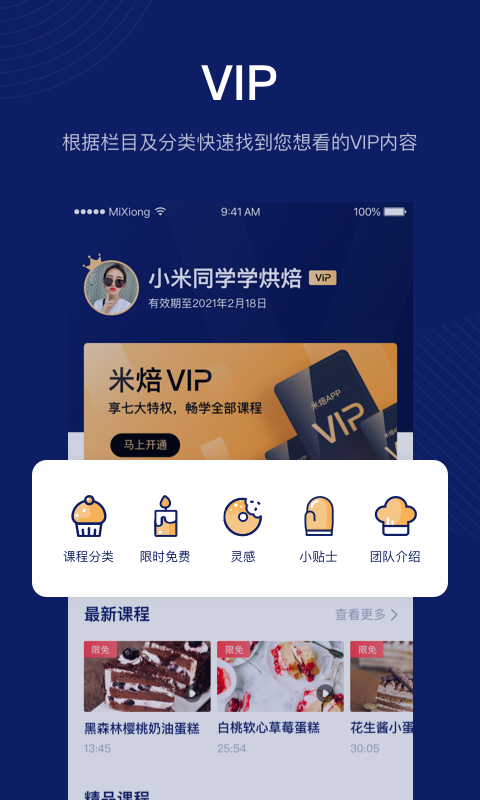 VIP
根据栏目及分类快速找到您想看的VIP内容
MiXiong 9:41 AM 100%
小米同学学烘焙 VIP
有效期至2021年2月18日
米焙 VIP
享七大特权，畅学全部课程
马上开通
米焙APP
VIP
课程分类 限时免费 灵感 小贴士 团队介绍
最新课程 查看更多
限免 限免 限免
黑森林樱桃奶油蛋糕 白桃软心草莓蛋糕 花生酱小蛋
13:45 25:54 30:05
精品课程